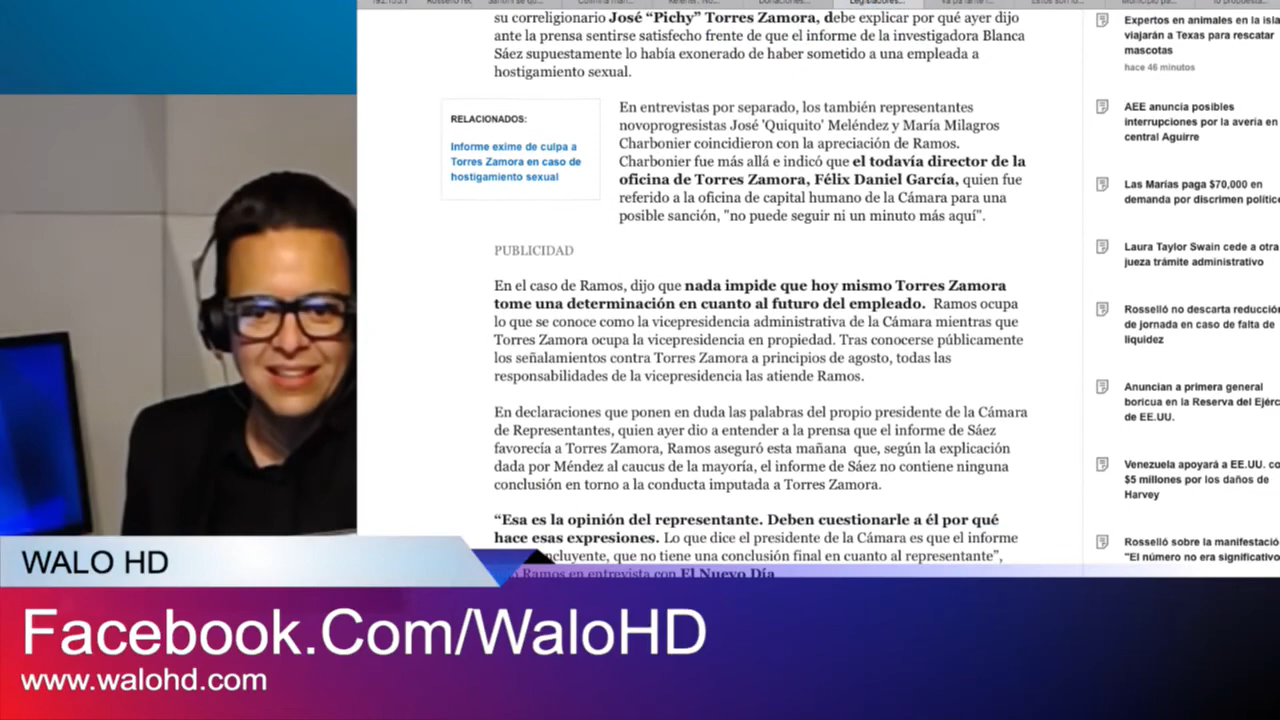 192.155.1
Rosselló rec
su correligionario José “Pichy” Torres Zamora, debe explicar por qué ayer dijo
ante la prensa sentirse satisfecho frente de que el informe de la investigadora Blanca
Sáez supuestamente lo había exonerado de haber sometido a una empleada a
hostigamiento sexual.
RELACIONADOS:
Informe exime de culpa a
Torres Zamora en caso de
hostigamiento sexual
En entrevistas por separado, los también representantes
novoprogresistas José 'Quiquito' Meléndez y María Milagros
Charbonier coincidieron con la apreciación de Ramos.
Charbonier fue más allá e indicó que el todavía director de la
oficina de Torres Zamora, Félix Daniel García, quien fue
referido a la oficina de capital humano de la Cámara para una
posible sanción, "no puede seguir ni un minuto más aquí".
PUBLICIDAD
En el caso de Ramos, dijo que nada impide que hoy mismo Torres Zamora
tome una determinación en cuanto al futuro del empleado. Ramos ocupa
lo que se conoce como la vicepresidencia administrativa de la Cámara mientras que
Torres Zamora ocupa la vicepresidencia en propiedad. Tras conocerse públicamente
los señalamientos contra Torres Zamora a principios de agosto, todas las
responsabilidades de la vicepresidencia las atiende Ramos.
En declaraciones que ponen en duda las palabras del propio presidente de la Cámara
de Representantes, quien ayer dio a entender a la prensa que el informe de Sáez
favorecía a Torres Zamora, Ramos aseguró esta mañana que, según la explicación
dada por Méndez al caucus de la mayoría, el informe de Sáez no contiene ninguna
conclusión en torno a la conducta imputada a Torres Zamora.
“Esa es la opinión del representante. Deben cuestionarle a él por qué
hace esas expresiones. Lo que dice el presidente de la Cámara es que el informe
ncluyente, que no tiene una conclusión final en cuanto al representante”,
Ramos en entrevista con El Nuevo Día
Expertos en animales en la isla
viajarán a Texas para rescatar
mascotas
hace 46 minutos
AEE anuncia posibles
interrupciones por la avería en
central Aguirre
Las Marías paga $70,000 en
demanda por discrimen polític
Laura Taylor Swain cede a otra
jueza trámite administrativo
Rosselló no descarta reducció
de jornada en caso de falta de
liquidez
Anuncian a primera general
boricua en la Reserva del Ejérc
de EE.UU.
Venezuela apoyará a EE.UU. co
$5 millones por los daños de
Harvey
Rosselló sobre la manifestació
"El número no era significativo
WALO HD
Facebook.Com/WaloHD
www.walohd.com